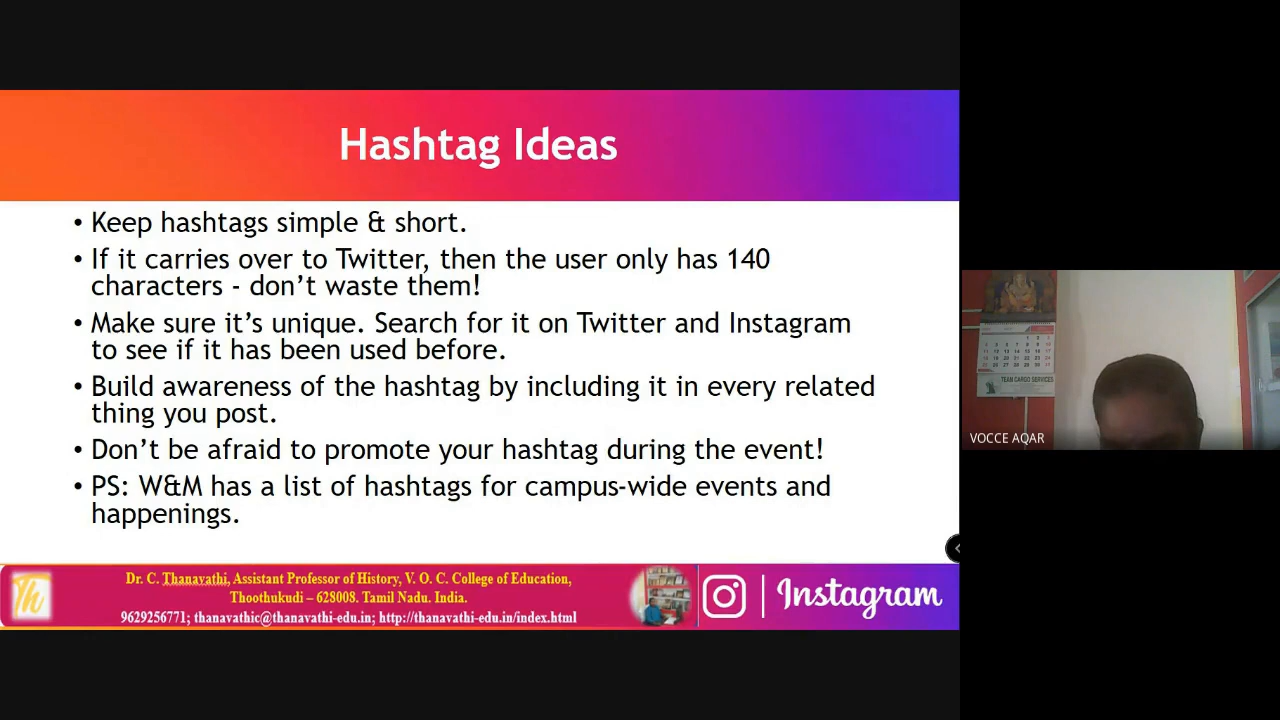 Hashtag Ideas
• Keep hashtags simple & short.
• If it carries over to Twitter, then the user only has 140
characters - don't waste them!
• Make sure it's unique. Search for it on Twitter and Instagram
to see if it has been used before.
• Build awareness of the hashtag by including it in every related
thing you post.
• Don't be afraid to promote your hashtag during the event!
• PS: W&M has a list of hashtags for campus-wide events and
happenings.
Th
Dr. C. Thanavathi, Assistant Professor of History, V. O. C. College of Education,
Thoothukudi – 628008. Tamil Nadu. India.
9629256771; thanavathic@thanavathi-edu.in; http://thanavathi-edu.in/index.html
Instagram
TEAM CARGO SERVICES
VOCCE AQAR